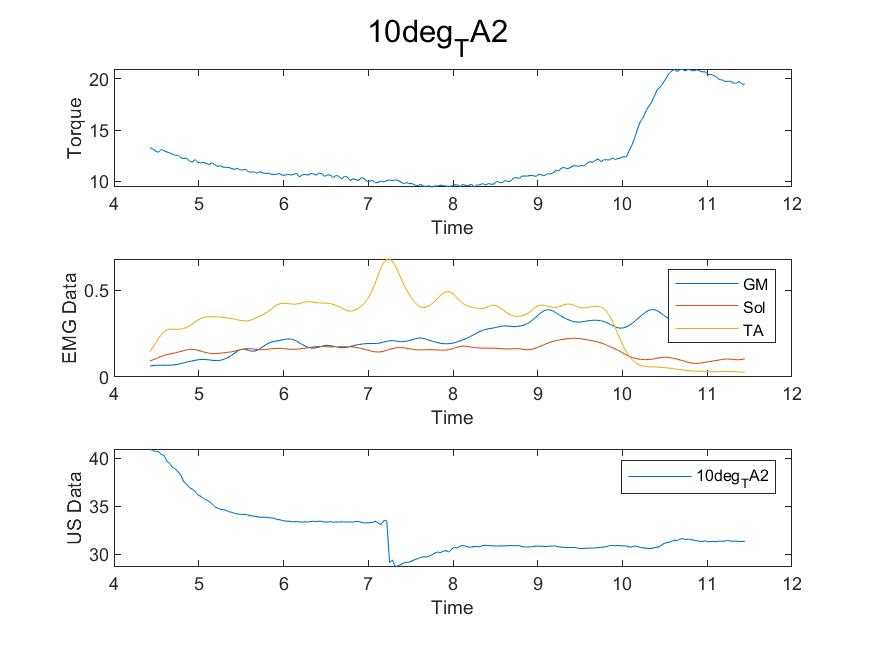 10deg_TA2
20
15
10
Torque
4 5 6 7 8 9 10 11 12
Time
0.5
0
EMG Data
GM
Sol
TA
4 5 6 7 8 9 10 11 12
Time
40
35
30
US Data
10deg_TA2
4 5 6 7 8 9 10 11 12
Time